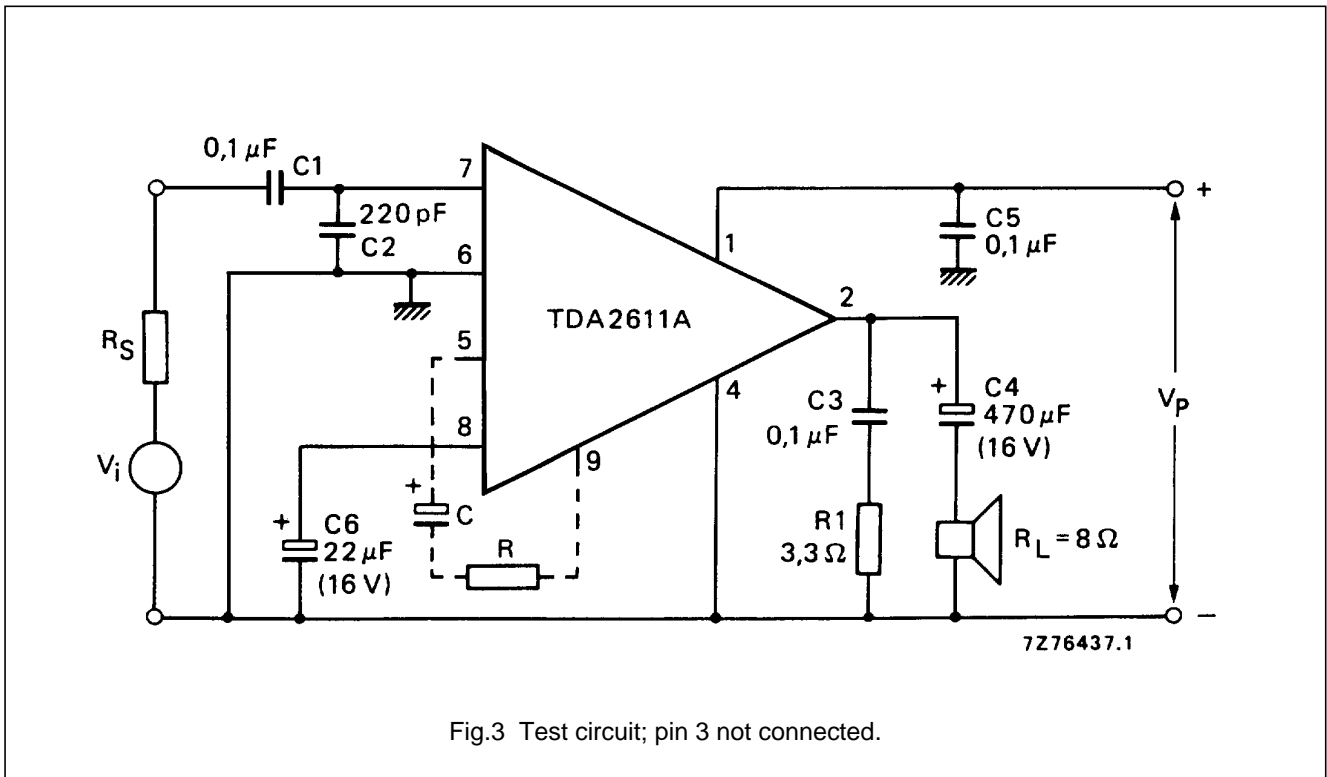 0,1 µF
C1
7
220 pF
C2
6
5
8
9
TDA2611A
1
2
4
C5
0,1 µF
+
R_S
V_i
+
C6
22 µF
(16 V)
+
C
R
C3
0,1 µF
R1
3,3 Ω
+
C4
470 µF
(16 V)
R_L = 8 Ω
V_P
−
7Z76437.1
Fig.3 Test circuit; pin 3 not connected.